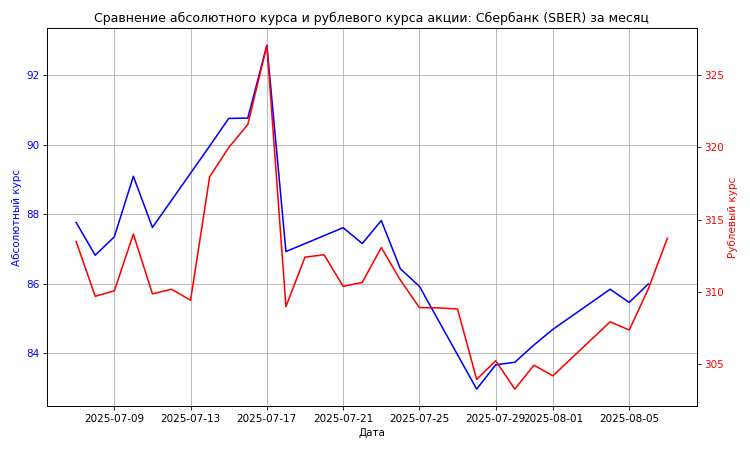 Сравнение абсолютного курса и рублевого курса акции: Сбербанк (SBER) за месяц
Абсолютный курс
92
90
88
86
84
325
320
315
310
305
Рублевый курс
2025-07-09 2025-07-13 2025-07-17 2025-07-21 2025-07-25 2025-07-29 2025-08-01 2025-08-05
Дата